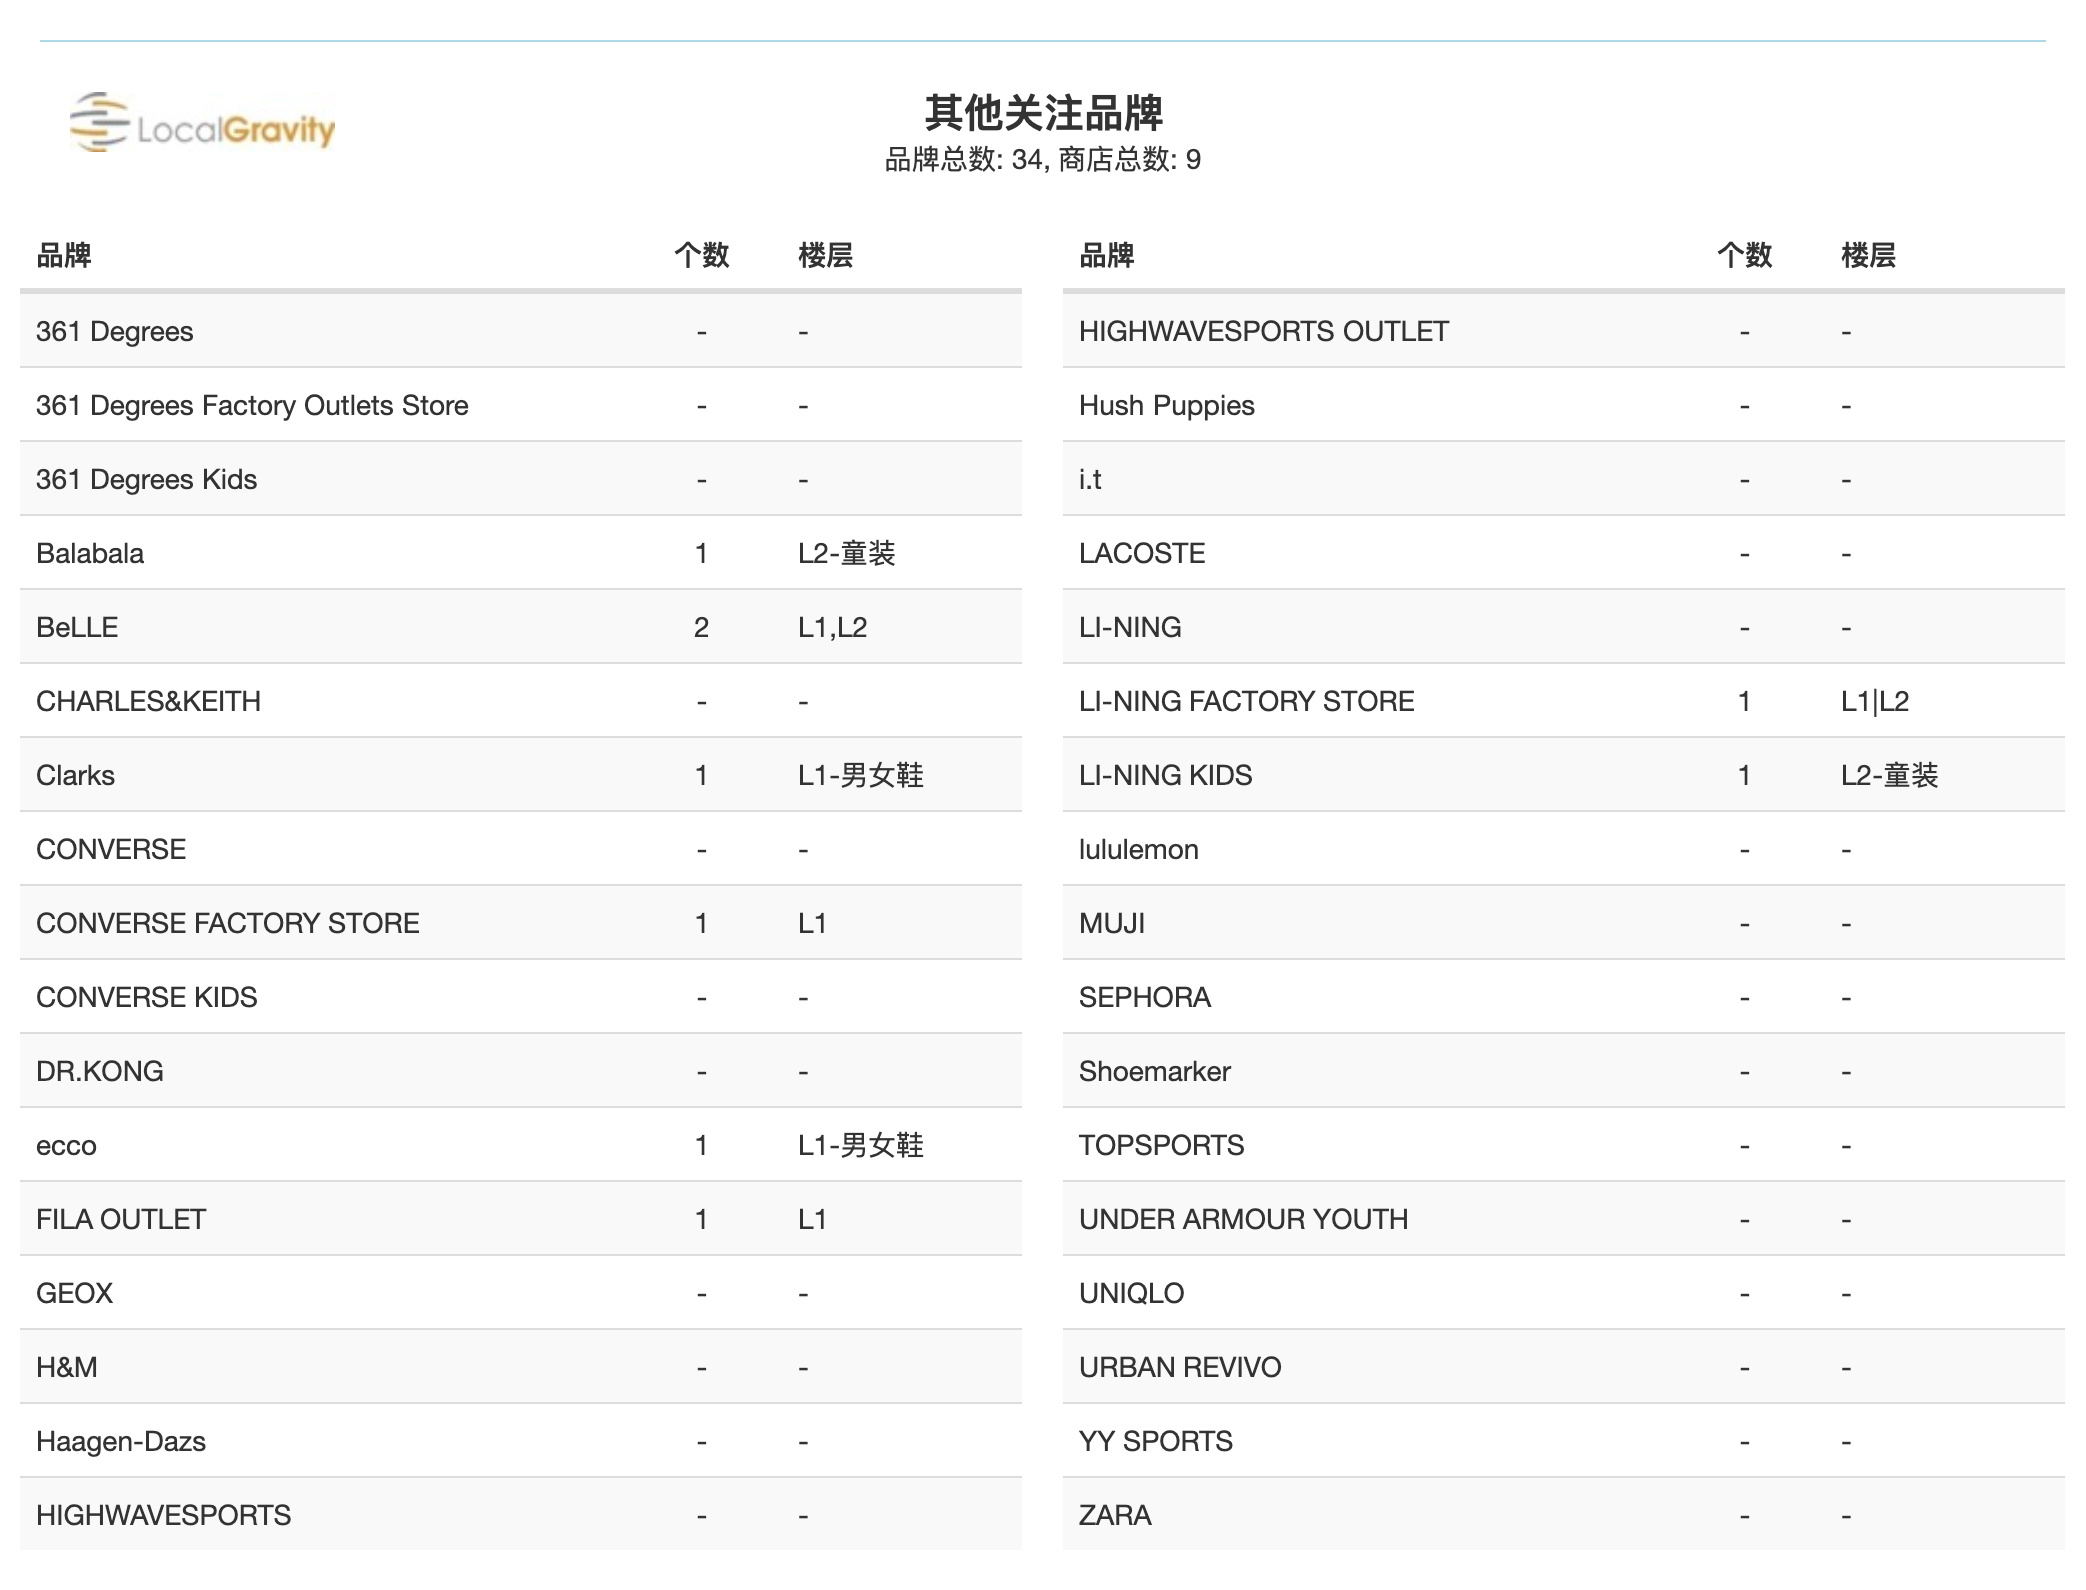 LocalGravity
其他关注品牌
品牌总数: 34, 商店总数: 9
品牌 个数 楼层
361 Degrees - -
361 Degrees Factory Outlets Store - -
361 Degrees Kids - -
Balabala 1 L2-童装
BeLLE 2 L1,L2
CHARLES&KEITH - -
Clarks 1 L1-男女鞋
CONVERSE - -
CONVERSE FACTORY STORE 1 L1
CONVERSE KIDS - -
DR.KONG - -
ecco 1 L1-男女鞋
FILA OUTLET 1 L1
GEOX - -
H&M - -
Haagen-Dazs - -
HIGHWAVESPORTS - -
品牌 个数 楼层
HIGHWAVESPORTS OUTLET - -
Hush Puppies - -
i.t - -
LACOSTE - -
LI-NING - -
LI-NING FACTORY STORE 1 L1|L2
LI-NING KIDS 1 L2-童装
lululemon - -
MUJI - -
SEPHORA - -
Shoemarker - -
TOPSPORTS - -
UNDER ARMOUR YOUTH - -
UNIQLO - -
URBAN REVIVO - -
YY SPORTS - -
ZARA - -